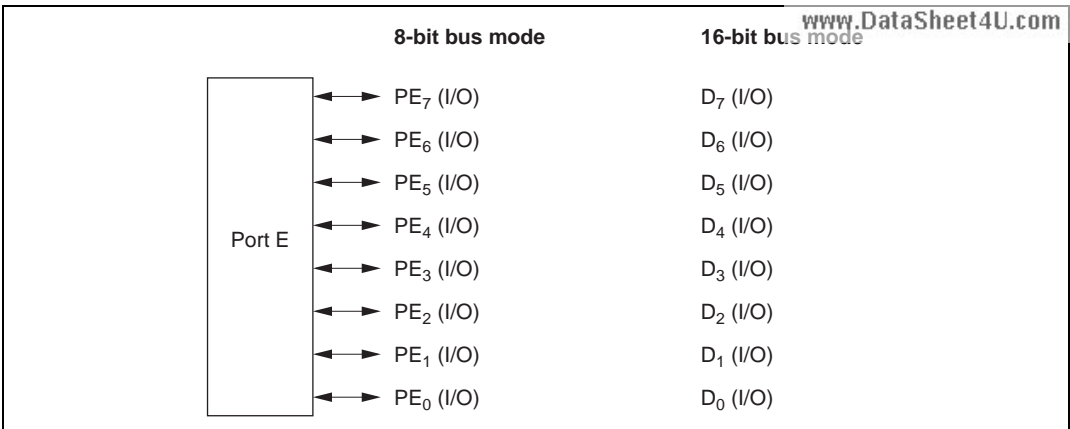 www.DataSheet4U.com
8-bit bus mode 16-bit bus mode
PE₇ (I/O) D₇ (I/O)
PE₆ (I/O) D₆ (I/O)
PE₅ (I/O) D₅ (I/O)
PE₄ (I/O) D₄ (I/O)
Port E
PE₃ (I/O) D₃ (I/O)
PE₂ (I/O) D₂ (I/O)
PE₁ (I/O) D₁ (I/O)
PE₀ (I/O) D₀ (I/O)